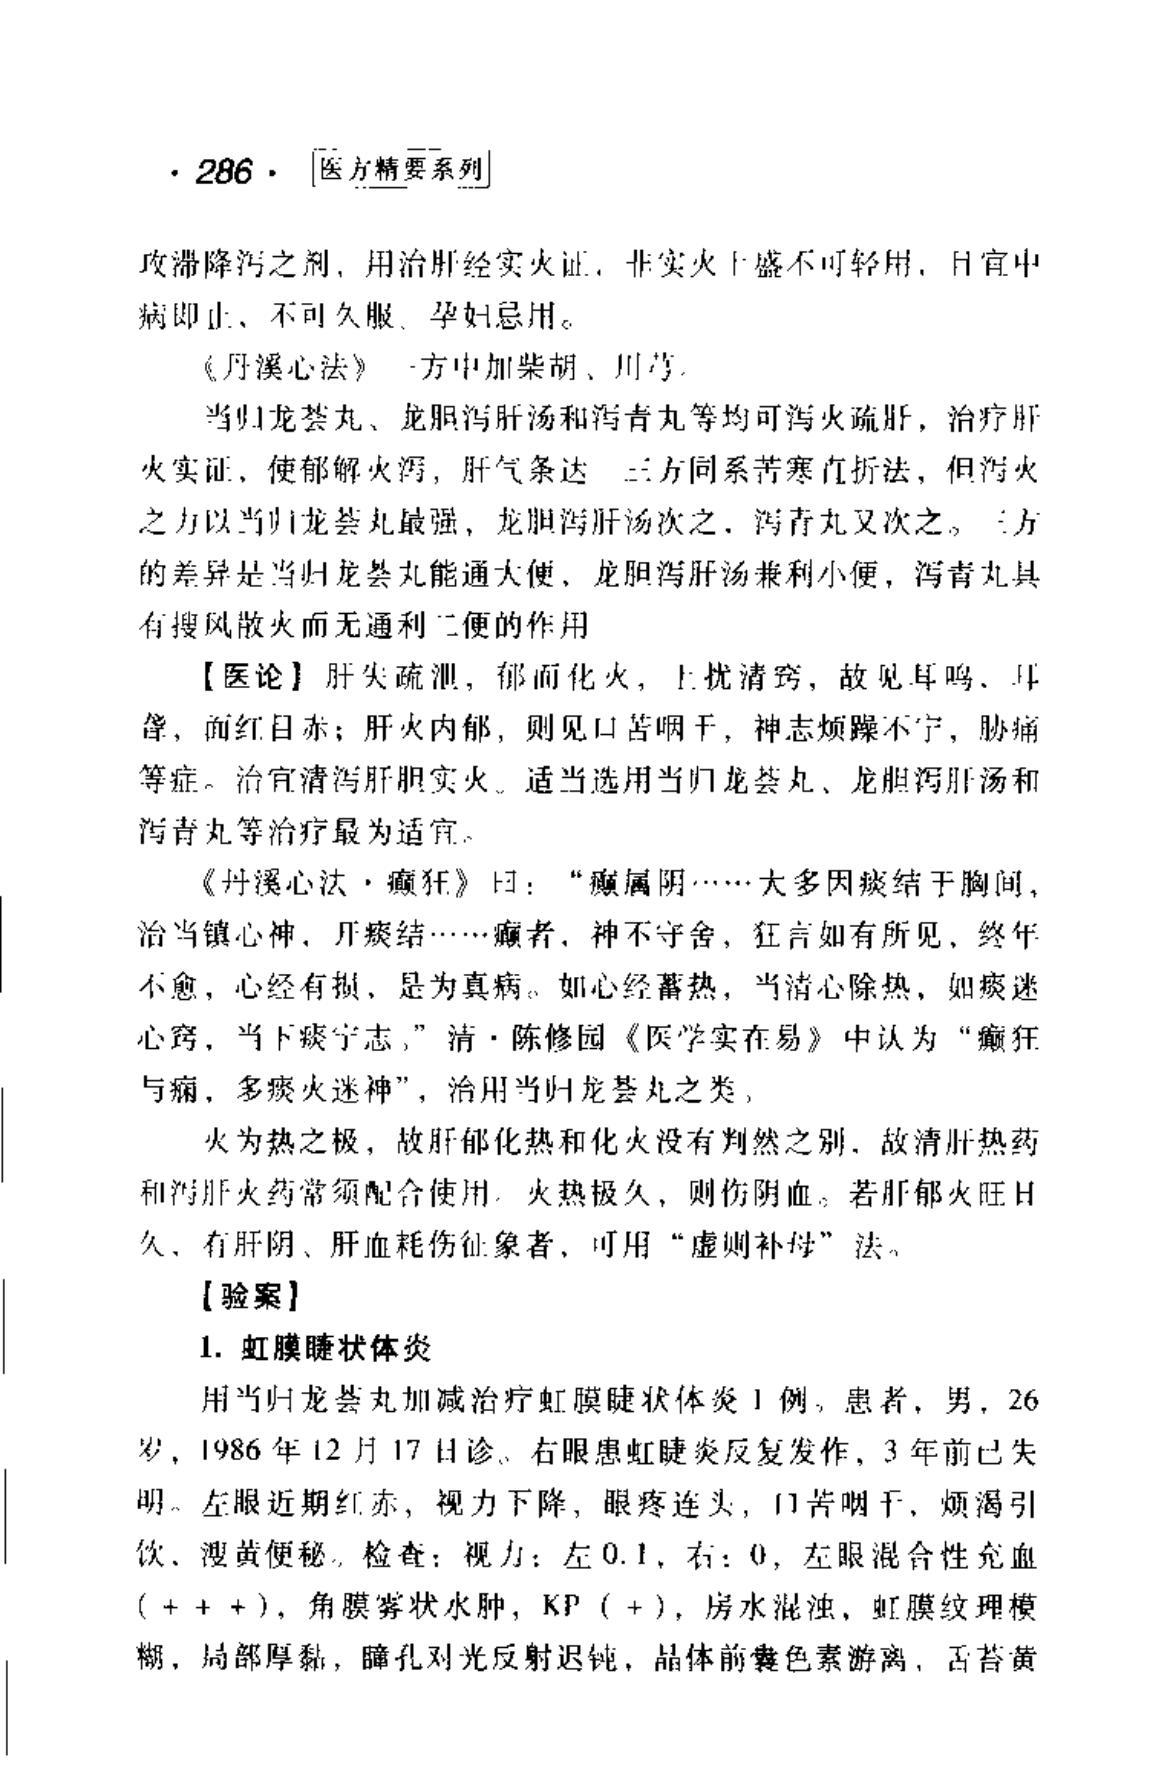 ·286· 医方精要系列
攻滞降泻之剂，用治肝经实火证，非实火上盛不可轻用，且宜中
病即止，不可久服，孕妇忌用。
《丹溪心法》一方中加柴胡、川芎。
当归龙荟丸、龙胆泻肝汤和泻青丸等均可泻火疏肝，治疗肝
火实证，使郁解火泻，肝气条达。三方同系苦寒直折法，但泻火
之力以当归龙荟丸最强，龙胆泻肝汤次之，泻青丸又次之。三方
的差异是当归龙荟丸能通大便，龙胆泻肝汤兼利小便，泻青丸具
有搜风散火而无通利二便的作用
【医论】肝失疏泄，郁而化火，上扰清窍，故见耳鸣、耳
聋，面红目赤；肝火内郁，则见口苦咽干，神志烦躁不宁，胁痛
等症。治宜清泻肝胆实火。适当选用当归龙荟丸、龙胆泻肝汤和
泻青丸等治疗最为适宜。
《丹溪心法·癫狂》曰：“癫属阴……大多因痰结于胸间，
治当镇心神，开痰结……癫者，神不守舍，狂言如有所见，终年
不愈，心经有损，是为真病。如心经蓄热，当清心除热，如痰迷
心窍，当下痰宁志。”清·陈修园《医学实在易》中认为“癫狂
与痫，多痰火迷神”，治用当归龙荟丸之类。
火为热之极，故肝郁化热和化火没有判然之别，故清肝热药
和泻肝火药常须配合使用。火热极久，则伤阴血。若肝郁火旺日
久，有肝阴、肝血耗伤征象者，可用“虚则补母”法。
【验案】
1. 虹膜睫状体炎
用当归龙荟丸加减治疗虹膜睫状体炎1例。患者，男，26
岁，1986年12月17日诊。右眼患虹睫炎反复发作，3年前已失
明。左眼近期红赤，视力下降，眼疼连头，口苦咽干，烦渴引
饮，溲黄便秘。检查：视力：左0.1，右：0，左眼混合性充血
(+++)，角膜雾状水肿，KP（+），房水混浊，虹膜纹理模
糊，局部厚黏，瞳孔对光反射迟钝，晶体前囊色素游离，舌苔黄